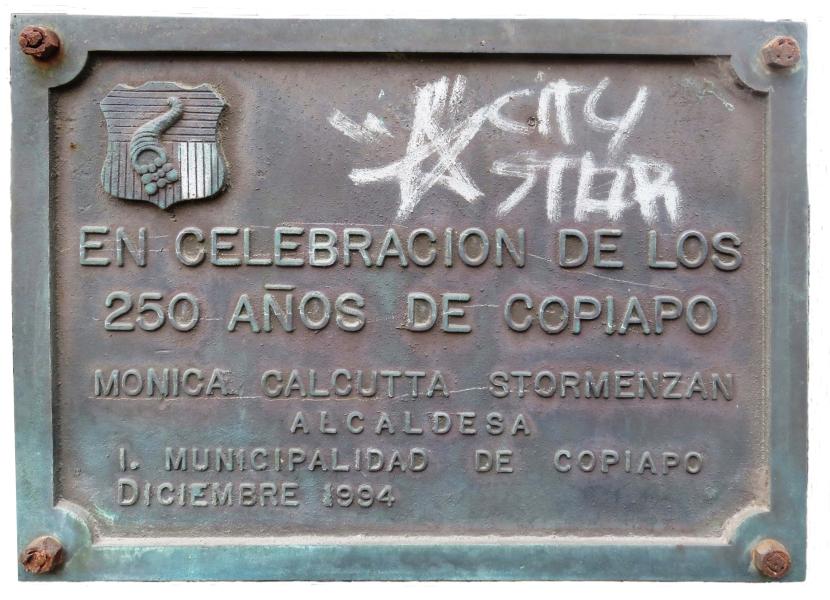 CITY
STAR
EN CELEBRACION DE LOS
250 AÑOS DE COPIAPO
MONICA CALCUTTA STORMENZAN
ALCALDESA
I. MUNICIPALIDAD DE COPIAPO
DICIEMBRE 1994